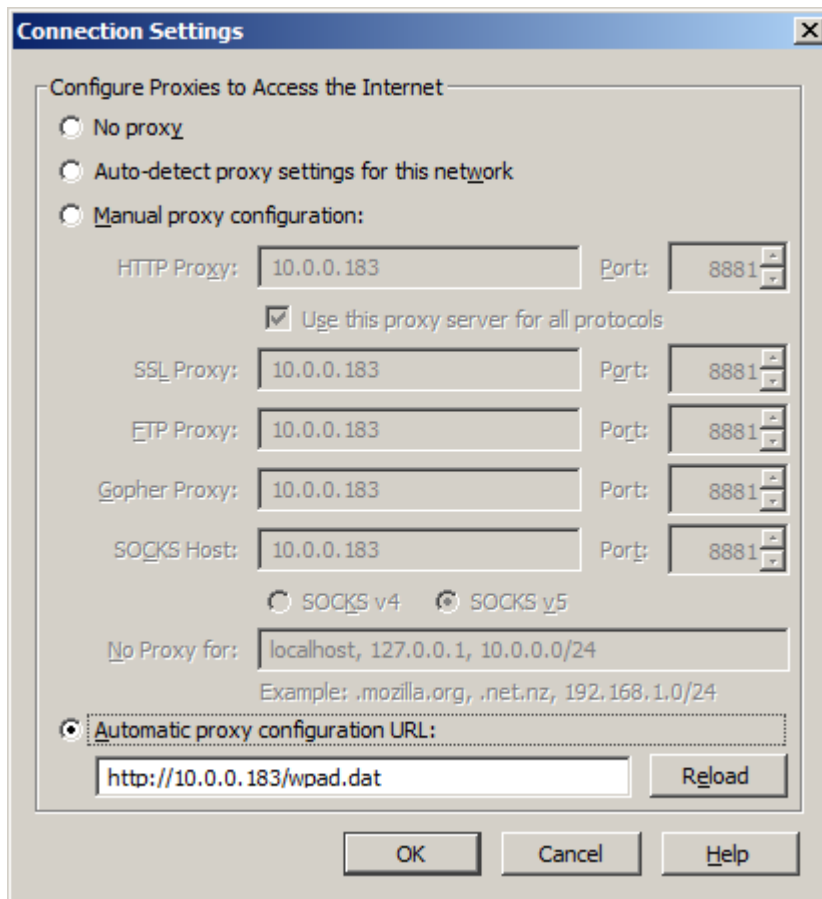 Connection Settings
Configure Proxies to Access the Internet
No proxy
Auto-detect proxy settings for this network
Manual proxy configuration:
HTTP Proxy: 10.0.0.183 Port: 8881
Use this proxy server for all protocols
SSL Proxy: 10.0.0.183 Port: 8881
FTP Proxy: 10.0.0.183 Port: 8881
Gopher Proxy: 10.0.0.183 Port: 8881
SOCKS Host: 10.0.0.183 Port: 8881
SOCKS v4 SOCKS v5
No Proxy for: localhost, 127.0.0.1, 10.0.0.0/24
Example: .mozilla.org, .net.nz, 192.168.1.0/24
Automatic proxy configuration URL:
http://10.0.0.183/wpad.dat Reload
OK Cancel Help